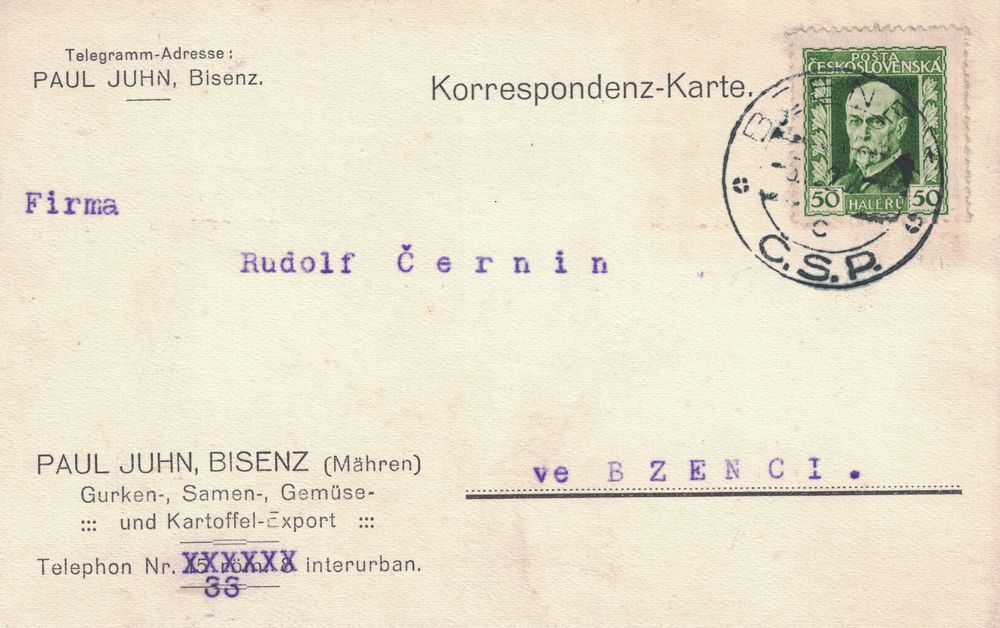 Telegramm-Adresse:
PAUL JUHN, Bisenz.
Korrespondenz-Karte.
POŠTA
ČESKOSLOVENSKÁ
50 HALÉŘŮ 50
C
Č.S.P.
Firma
Rudolf Černin
PAUL JUHN, BISENZ (Mähren)
Gurken-, Samen-, Gemüse-
::: und Kartoffel-Export :::
Telephon Nr. XXXXXX interurban.
33
ve BZENCI.